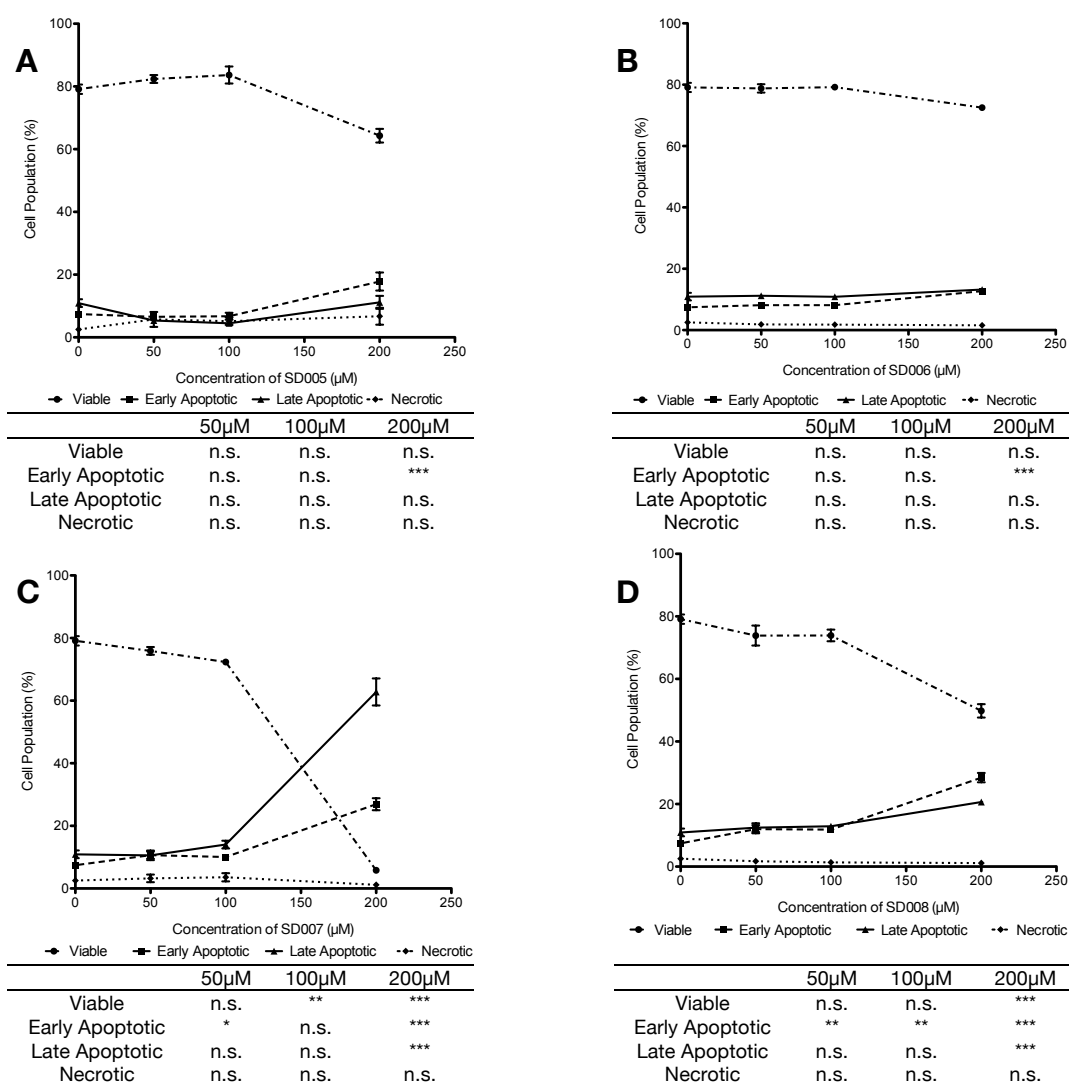 A
100
80
60
40
20
0
Cell Population (%)
0 50 100 150 200 250
Concentration of SD005 (µM)
Viable Early Apoptotic Late Apoptotic Necrotic
50µM 100µM 200µM
Viable n.s. n.s. n.s.
Early Apoptotic n.s. n.s. ***
Late Apoptotic n.s. n.s. n.s.
Necrotic n.s. n.s. n.s.
B
100
80
60
40
20
0
Cell Population (%)
0 50 100 150 200 250
Concentration of SD006 (µM)
Viable Early Apoptotic Late Apoptotic Necrotic
50µM 100µM 200µM
Viable n.s. n.s. n.s.
Early Apoptotic n.s. n.s. ***
Late Apoptotic n.s. n.s. n.s.
Necrotic n.s. n.s. n.s.
C
100
80
60
40
20
0
Cell Population (%)
0 50 100 150 200 250
Concentration of SD007 (µM)
Viable Early Apoptotic Late Apoptotic Necrotic
50µM 100µM 200µM
Viable n.s. ** ***
Early Apoptotic * n.s. ***
Late Apoptotic n.s. n.s. ***
Necrotic n.s. n.s. n.s.
D
100
80
60
40
20
0
Cell Population (%)
0 50 100 150 200 250
Concentration of SD008 (µM)
Viable Early Apoptotic Late Apoptotic Necrotic
50µM 100µM 200µM
Viable n.s. n.s. ***
Early Apoptotic ** ** ***
Late Apoptotic n.s. n.s. ***
Necrotic n.s. n.s. n.s.